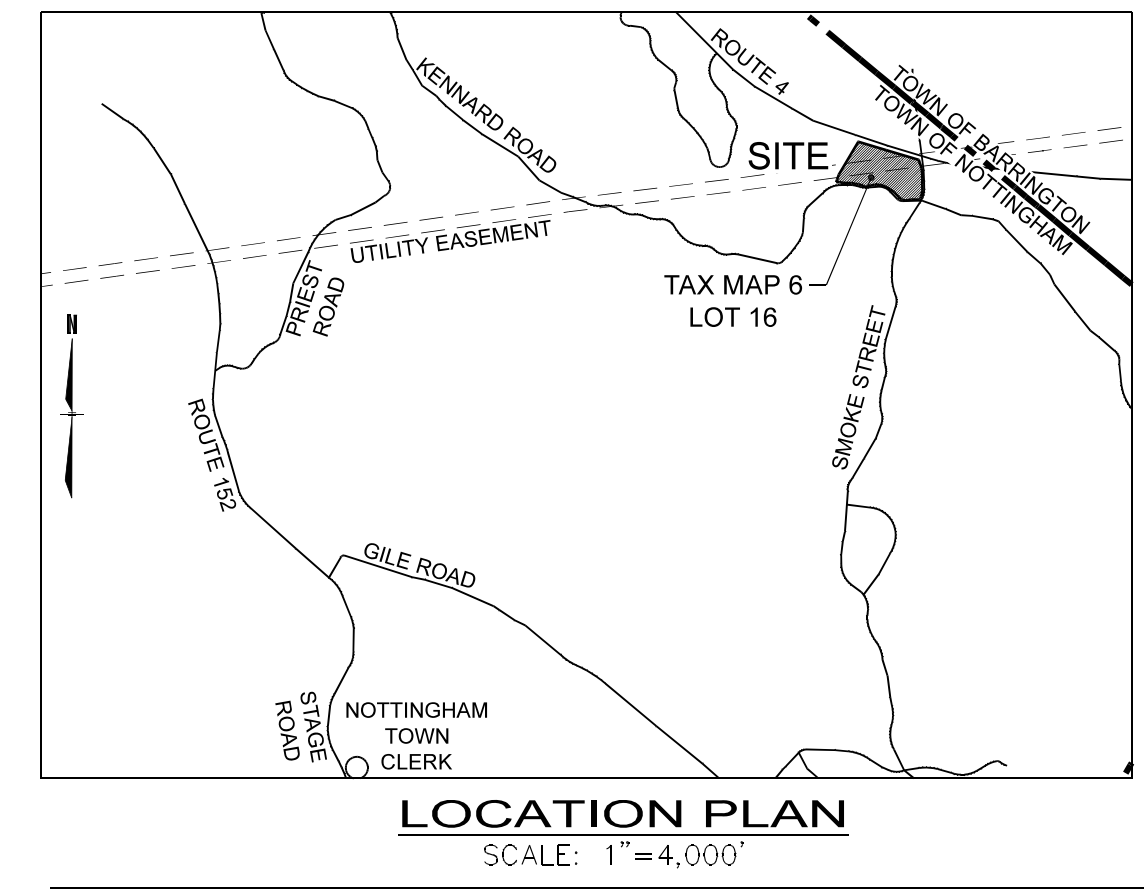 ROUTE 4
KENNARD ROAD
TOWN OF BARRINGTON
TOWN OF NOTTINGHAM
SITE
UTILITY EASEMENT
TAX MAP 6
LOT 16
PRIEST
ROAD
N
SMOKE STREET
ROUTE 152
GILE ROAD
STAGE
ROAD
NOTTINGHAM
TOWN
CLERK
LOCATION PLAN
SCALE: 1"=4,000'